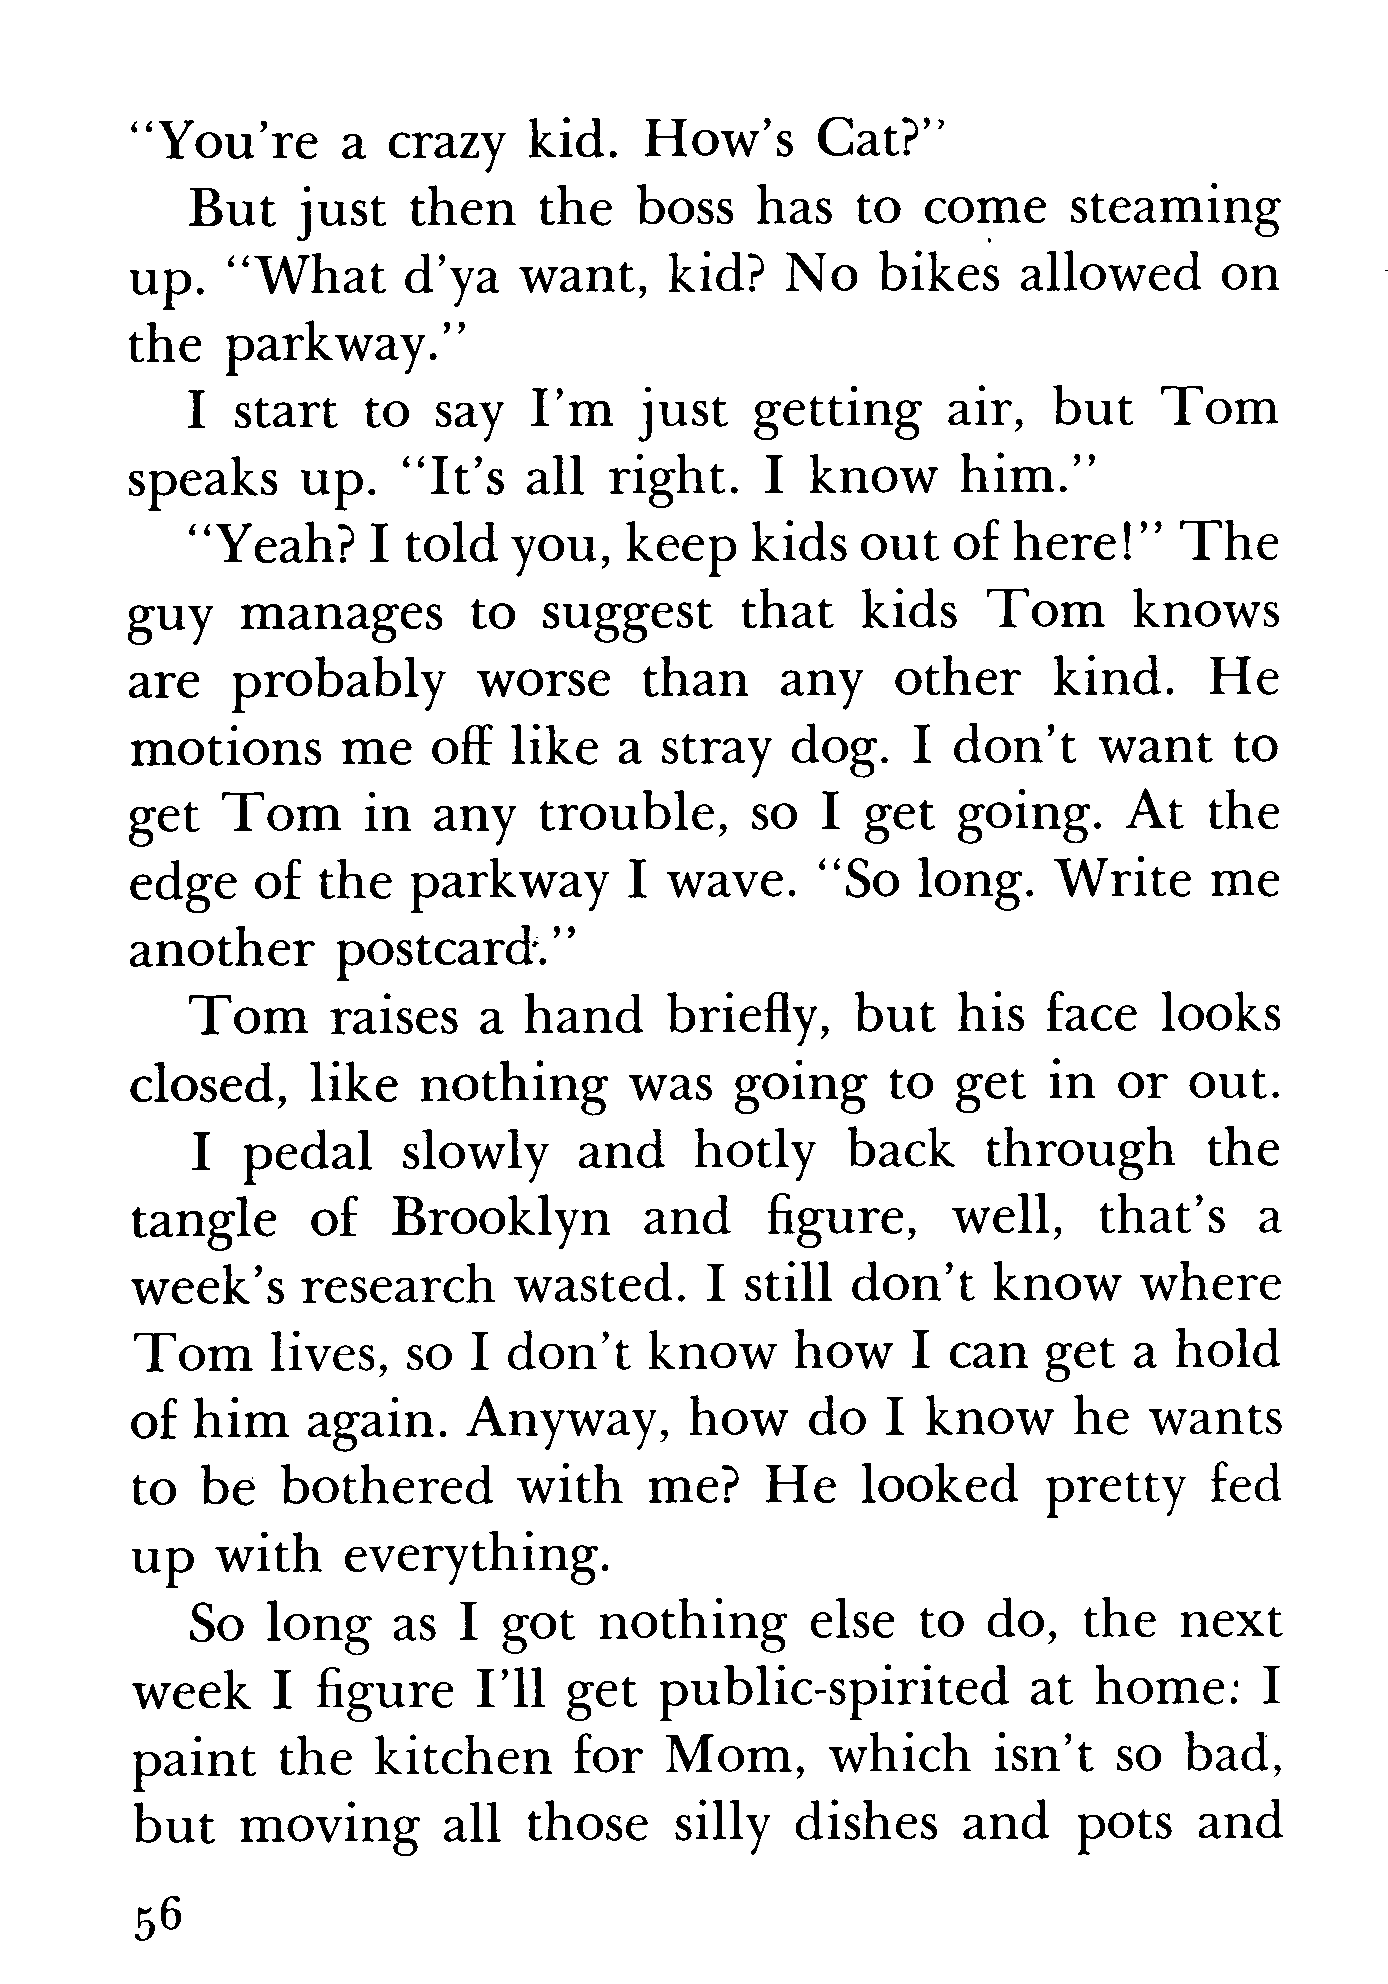 “You're a crazy kid. How's Cat?”
But just then the boss has to come steaming
up. “What d'ya want, kid? No bikes allowed on
the parkway.”
I start to say I'm just getting air, but Tom
speaks up. “It's all right. I know him.”
“Yeah? I told you, keep kids out of here!” The
guy manages to suggest that kids Tom knows
are probably worse than any other kind. He
motions me off like a stray dog. I don't want to
get Tom in any trouble, so I get going. At the
edge of the parkway I wave. “So long. Write me
another postcard.”
Tom raises a hand briefly, but his face looks
closed, like nothing was going to get in or out.
I pedal slowly and hotly back through the
tangle of Brooklyn and figure, well, that's a
week's research wasted. I still don't know where
Tom lives, so I don't know how I can get a hold
of him again. Anyway, how do I know he wants
to be bothered with me? He looked pretty fed
up with everything.
So long as I got nothing else to do, the next
week I figure I'll get public-spirited at home: I
paint the kitchen for Mom, which isn't so bad,
but moving all those silly dishes and pots and
56